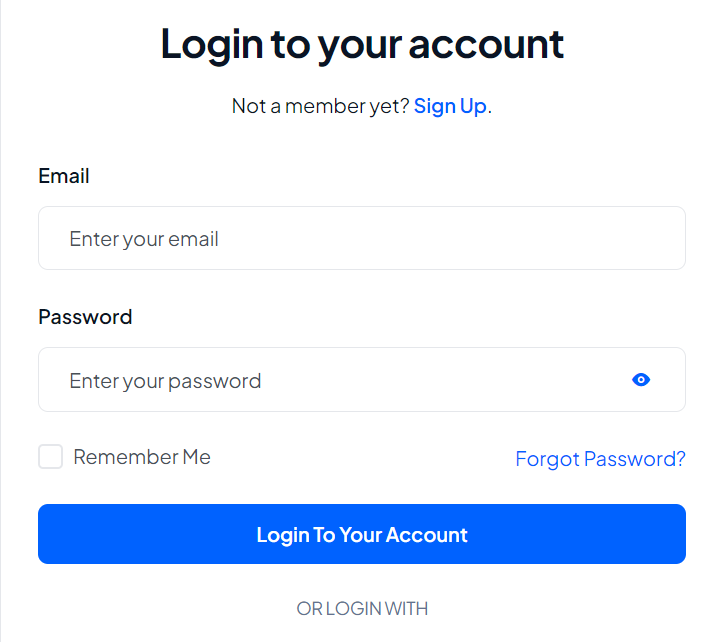 Login to your account
Not a member yet? Sign Up.
Email
Enter your email
Password
Enter your password
Remember Me
Forgot Password?
Login To Your Account
OR LOGIN WITH